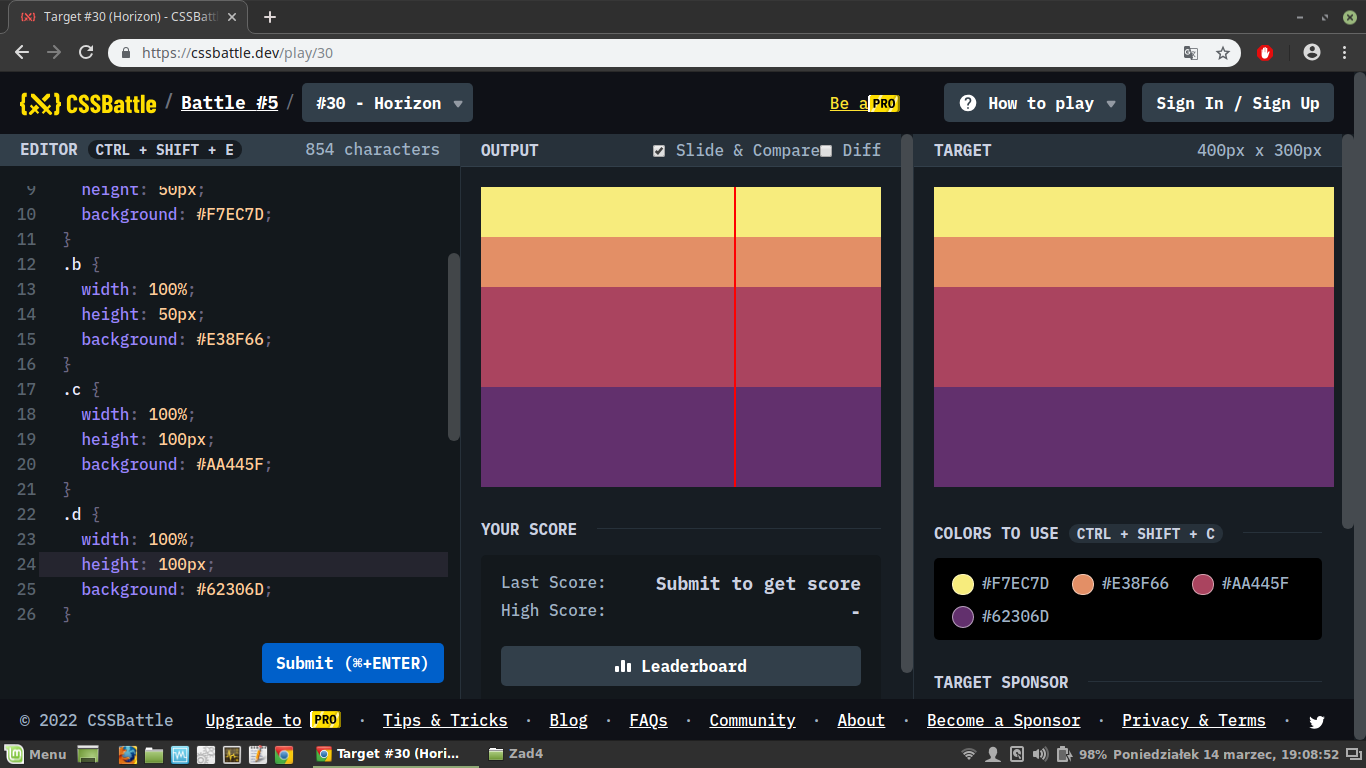 Target #30 (Horizon) - CSSBattl
https://cssbattle.dev/play/30
CSSBattle / Battle #5 / #30 - Horizon
Be a PRO
How to play
Sign In / Sign Up
EDITOR CTRL + SHIFT + E 854 characters
9 height: 50px;
10 background: #F7EC7D;
11 }
12 .b {
13 width: 100%;
14 height: 50px;
15 background: #E38F66;
16 }
17 .c {
18 width: 100%;
19 height: 100px;
20 background: #AA445F;
21 }
22 .d {
23 width: 100%;
24 height: 100px;
25 background: #62306D;
26 }
Submit (⌘+ENTER)
OUTPUT Slide & Compare Diff
YOUR SCORE
Last Score: Submit to get score
High Score: -
Leaderboard
TARGET 400px x 300px
COLORS TO USE CTRL + SHIFT + C
#F7EC7D #E38F66 #AA445F
#62306D
TARGET SPONSOR
© 2022 CSSBattle Upgrade to PRO · Tips & Tricks · Blog · FAQs · Community · About · Become a Sponsor · Privacy & Terms ·
Menu Target #30 (Hori... Zad4 98% Poniedziałek 14 marzec, 19:08:52